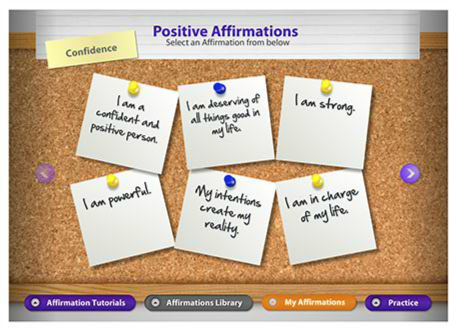 Positive Affirmations
Select an Affirmation from below
Confidence
I am a
confident and
positive person.
I am deserving of
all things good in
my life.
I am strong.
I am powerful.
My intentions
create my
reality.
I am in charge
of my life.
Affirmation Tutorials
Affirmations Library
My Affirmations
Practice